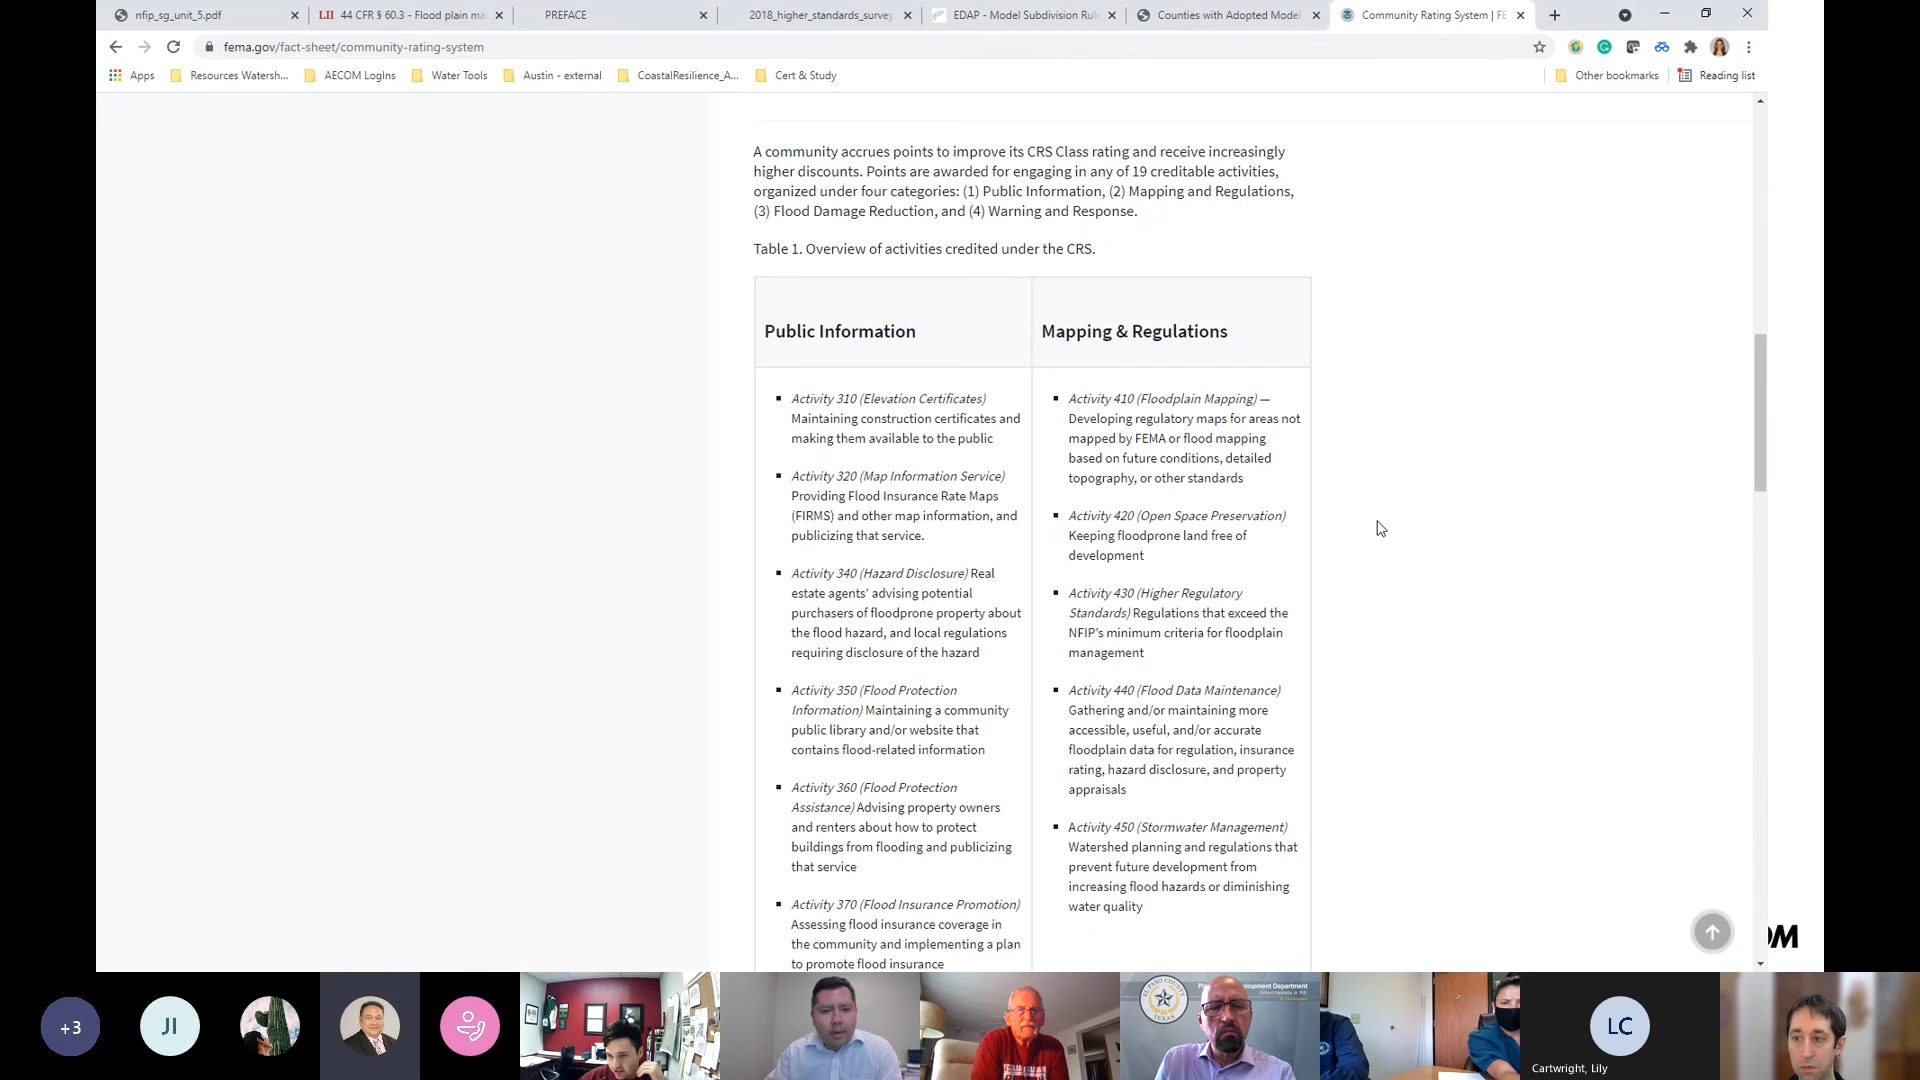 nfip_sg_unit_5.pdf
LII 44 CFR § 60.3 - Flood plain ma
PREFACE
2018_higher_standards_survey
EDAP - Model Subdivision Rul
Counties with Adopted Model
Community Rating System | FE
fema.gov/fact-sheet/community-rating-system
Apps
Resources Watersh...
AECOM LogIns
Water Tools
Austin - external
CoastalResilience_A...
Cert & Study
Other bookmarks
Reading list
A community accrues points to improve its CRS Class rating and receive increasingly
higher discounts. Points are awarded for engaging in any of 19 creditable activities,
organized under four categories: (1) Public Information, (2) Mapping and Regulations,
(3) Flood Damage Reduction, and (4) Warning and Response.
Table 1. Overview of activities credited under the CRS.
Public Information
Activity 310 (Elevation Certificates)
Maintaining construction certificates and
making them available to the public
Activity 320 (Map Information Service)
Providing Flood Insurance Rate Maps
(FIRMS) and other map information, and
publicizing that service.
Activity 340 (Hazard Disclosure) Real
estate agents' advising potential
purchasers of floodprone property about
the flood hazard, and local regulations
requiring disclosure of the hazard
Activity 350 (Flood Protection
Information) Maintaining a community
public library and/or website that
contains flood-related information
Activity 360 (Flood Protection
Assistance) Advising property owners
and renters about how to protect
buildings from flooding and publicizing
that service
Activity 370 (Flood Insurance Promotion)
Assessing flood insurance coverage in
the community and implementing a plan
to promote flood insurance
Mapping & Regulations
Activity 410 (Floodplain Mapping) —
Developing regulatory maps for areas not
mapped by FEMA or flood mapping
based on future conditions, detailed
topography, or other standards
Activity 420 (Open Space Preservation)
Keeping floodprone land free of
development
Activity 430 (Higher Regulatory
Standards) Regulations that exceed the
NFIP's minimum criteria for floodplain
management
Activity 440 (Flood Data Maintenance)
Gathering and/or maintaining more
accessible, useful, and/or accurate
floodplain data for regulation, insurance
rating, hazard disclosure, and property
appraisals
Activity 450 (Stormwater Management)
Watershed planning and regulations that
prevent future development from
increasing flood hazards or diminishing
water quality
OM
+3
JI
EL PASO COUNTY
TEXAS
Development Department
LC
Cartwright, Lily